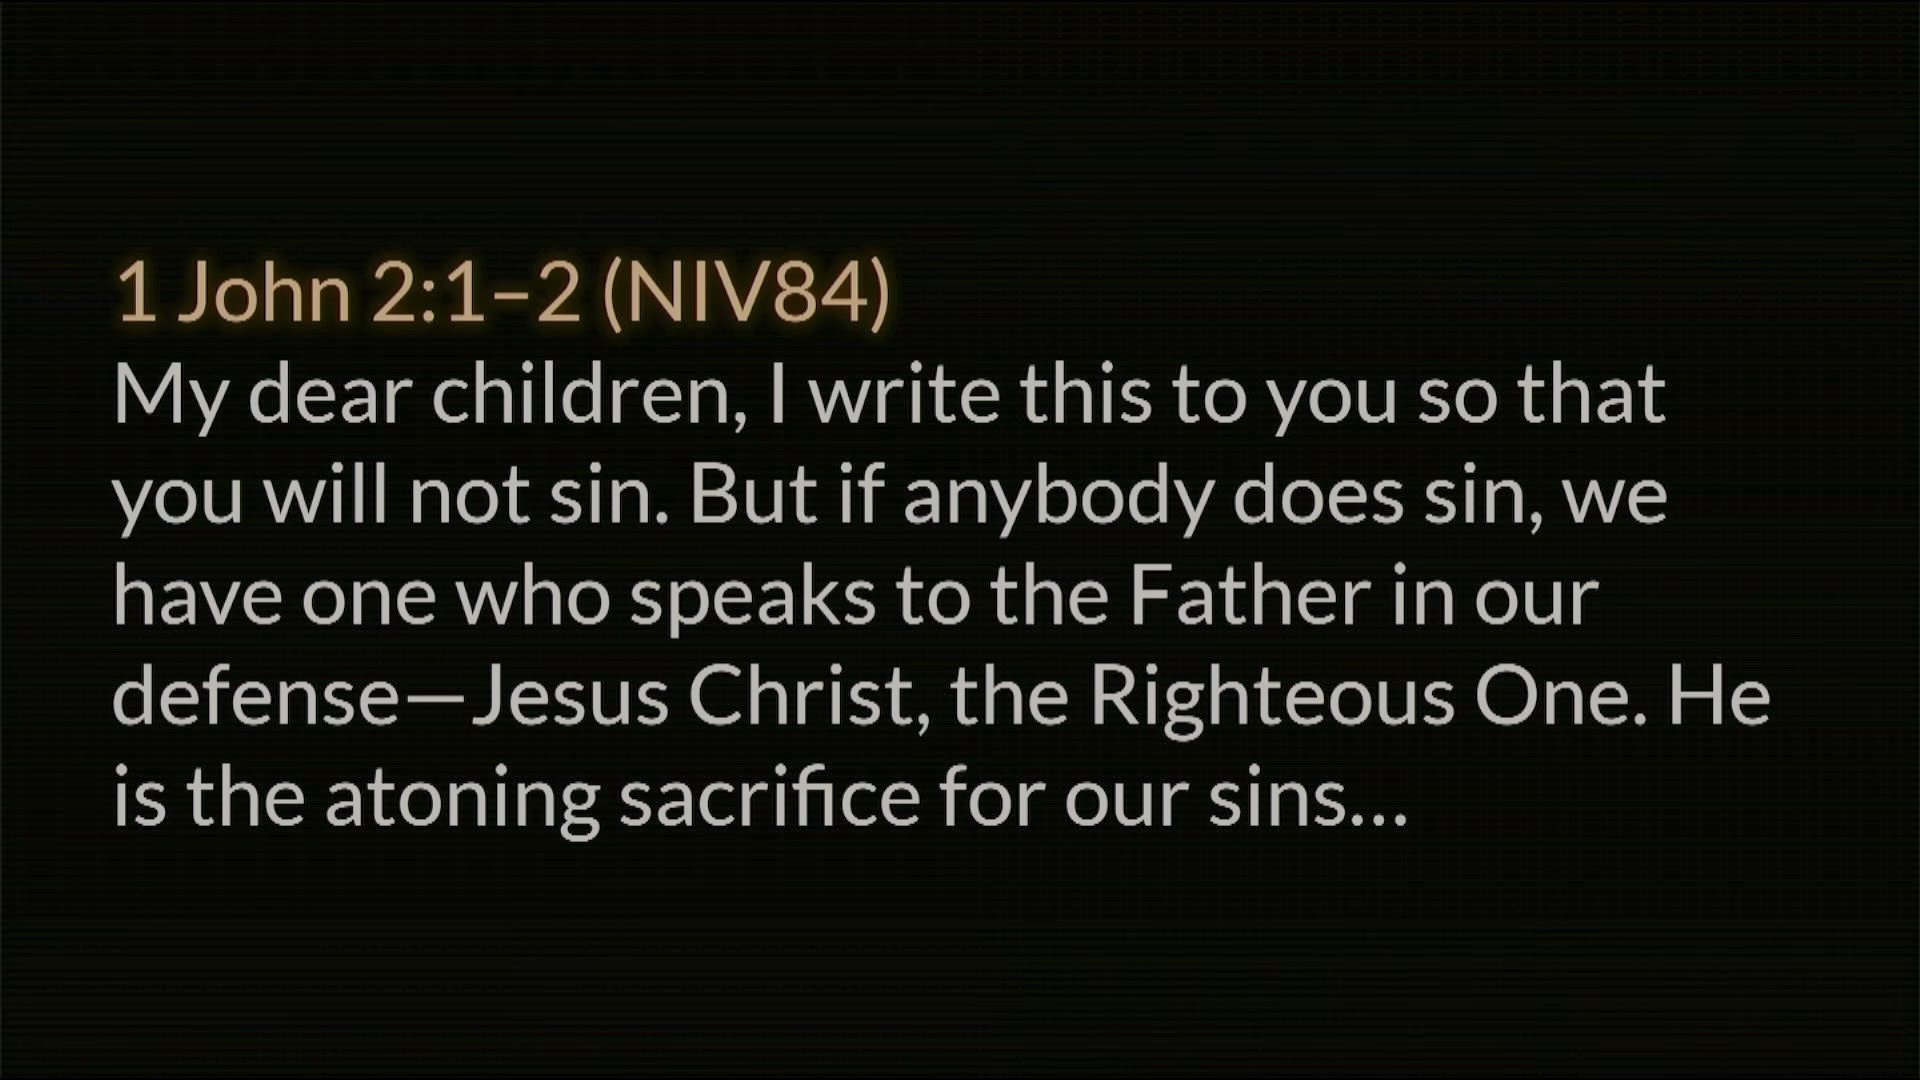 1 John 2:1–2 (NIV84)
My dear children, I write this to you so that
you will not sin. But if anybody does sin, we
have one who speaks to the Father in our
defense—Jesus Christ, the Righteous One. He
is the atoning sacrifice for our sins...